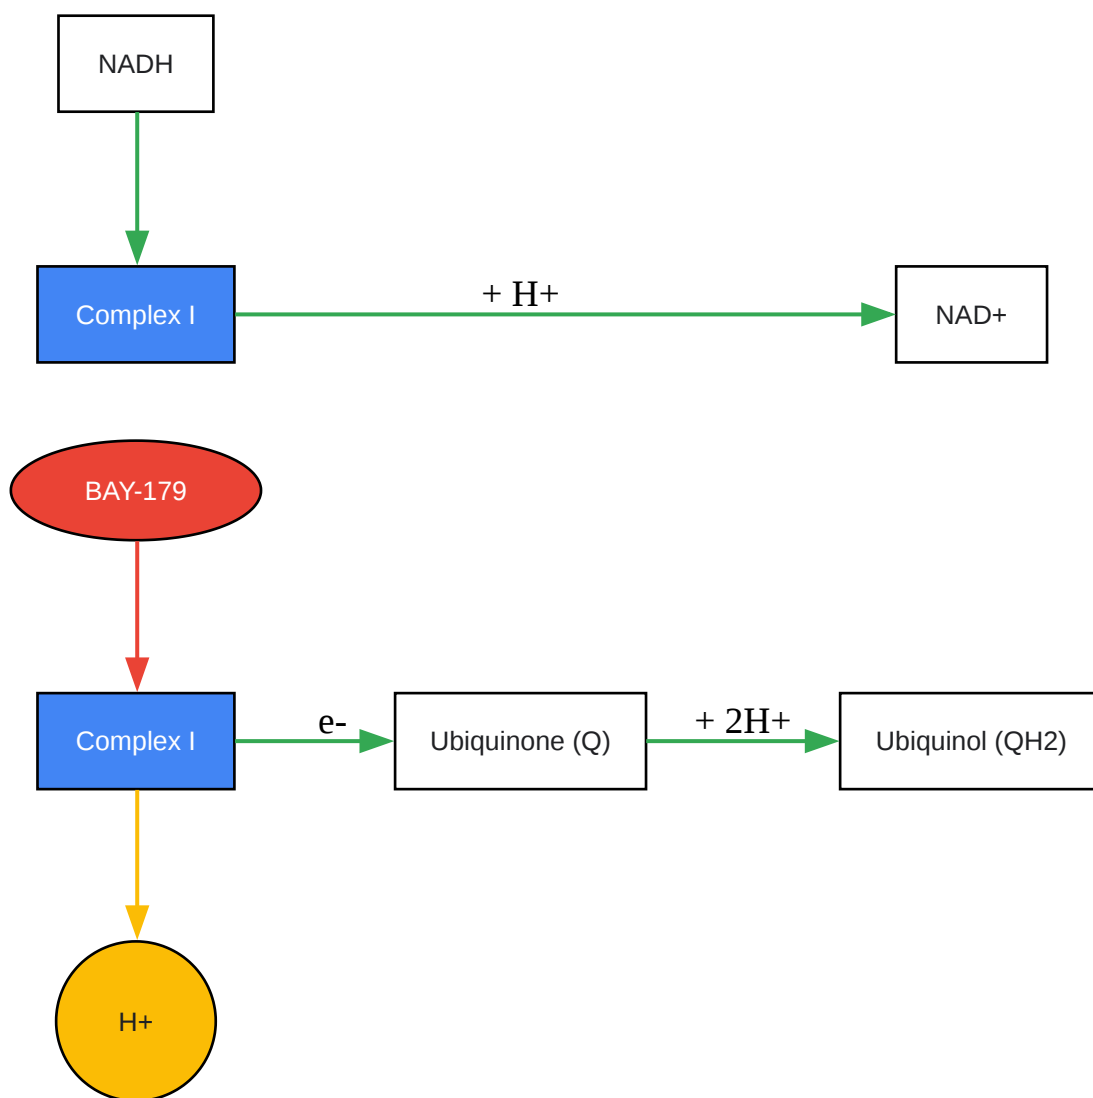 NADH
Complex I
+ H+
NAD+
BAY-179
Complex I
e-
Ubiquinone (Q)
+ 2H+
Ubiquinol (QH2)
H+